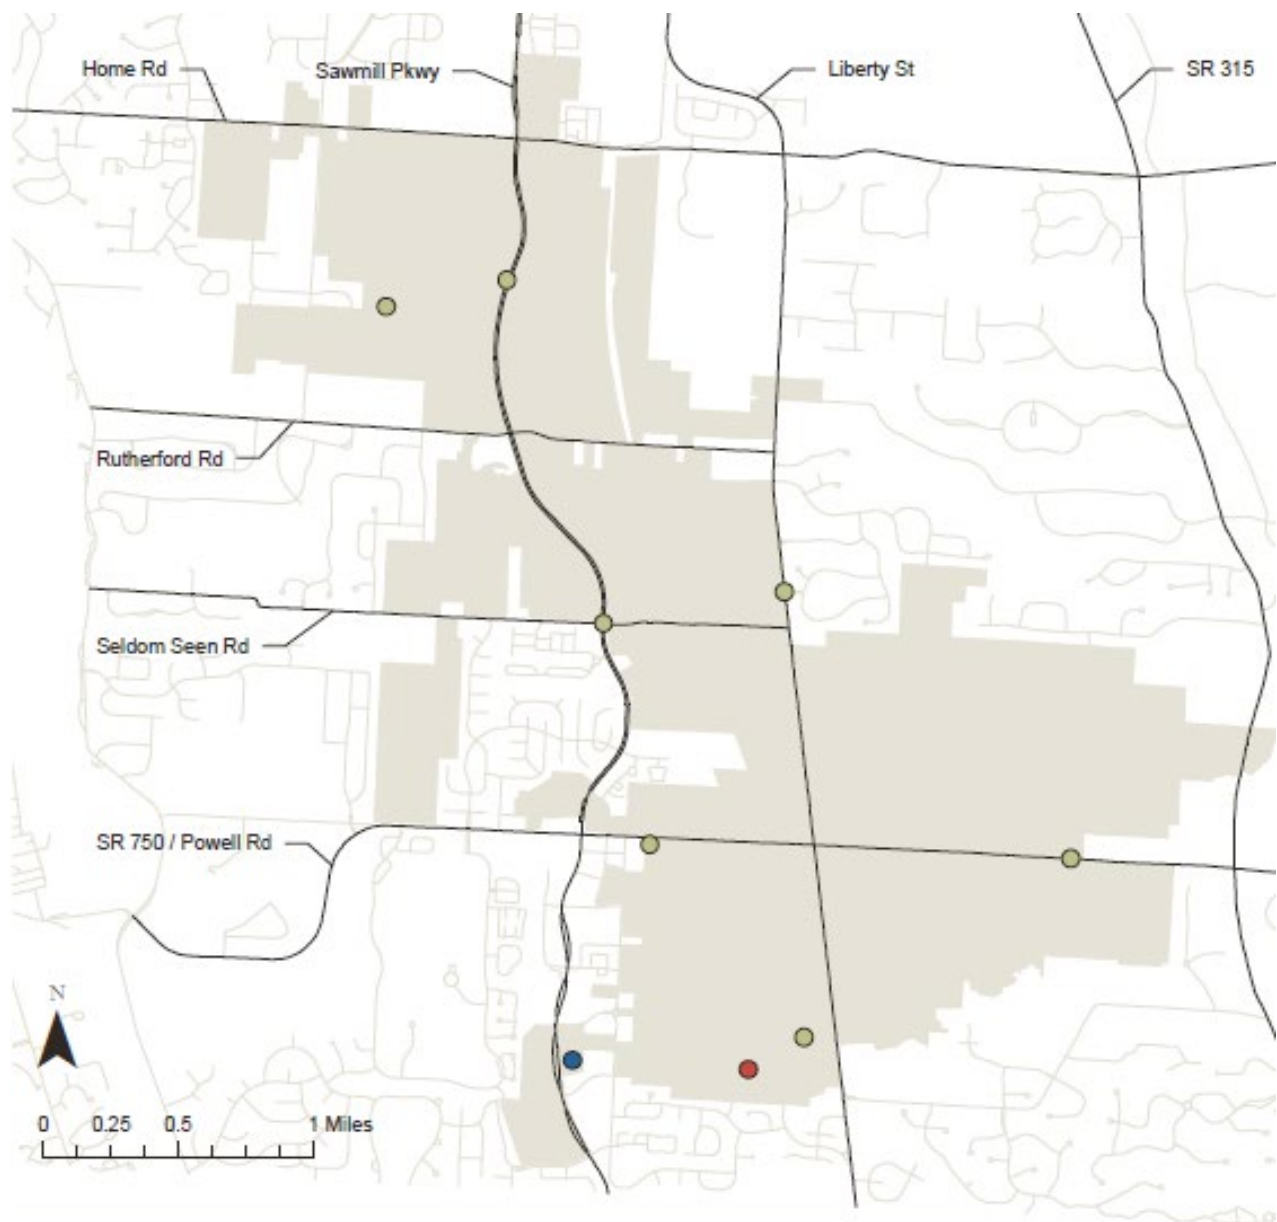 Home Rd
Sawmill Pkwy
Liberty St
SR 315
Rutherford Rd
Seldom Seen Rd
SR 750 / Powell Rd
N
0 0.25 0.5 1 Miles